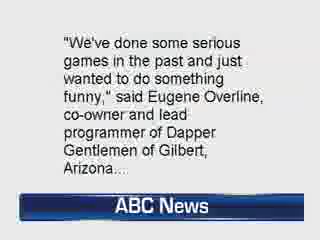 "We've done some serious
games in the past and just
wanted to do something
funny," said Eugene Overline,
co-owner and lead
programmer of Dapper
Gentlemen of Gilbert,
Arizona....
ABC News